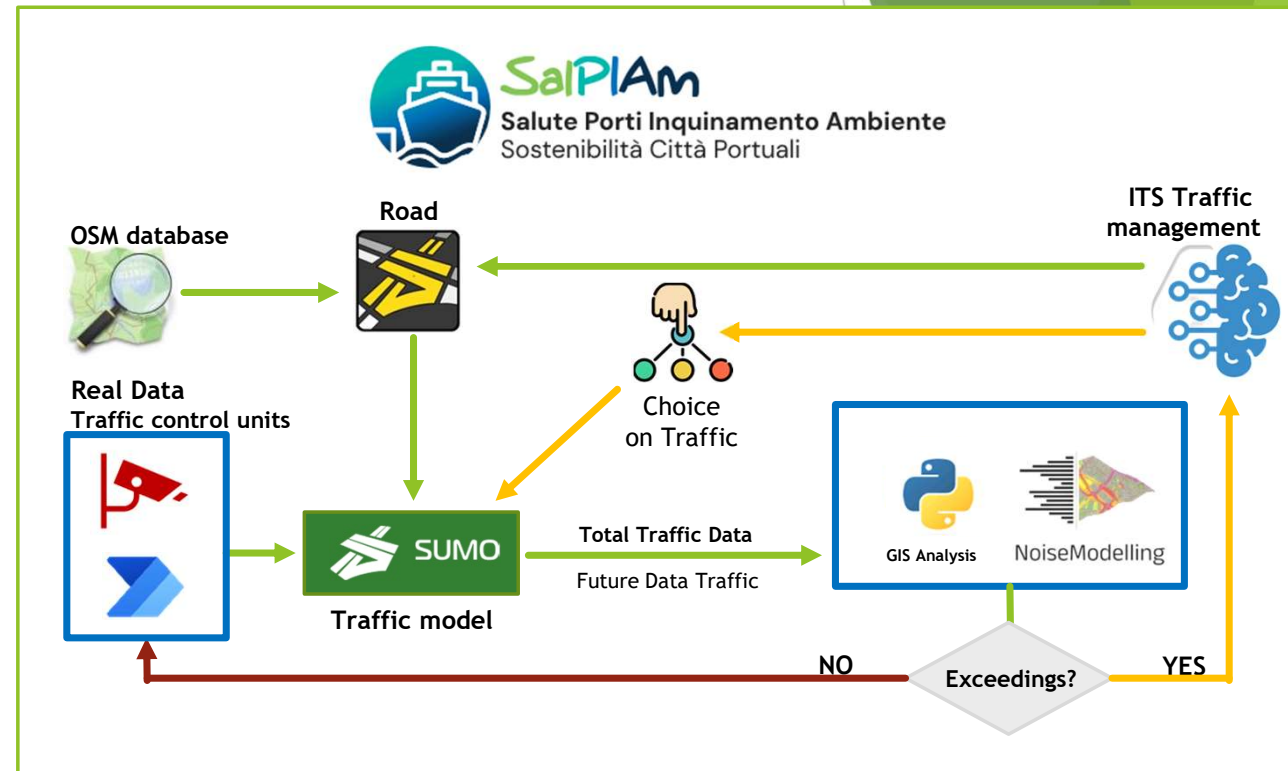 SalPIAm
Salute Porti Inquinamento Ambiente
Sostenibilità Città Portuali
OSM database
Road
ITS Traffic
management
Real Data
Traffic control units
Choice
on Traffic
SUMO
Traffic model
Total Traffic Data
Future Data Traffic
GIS Analysis
NoiseModelling
NO
Exceedings?
YES